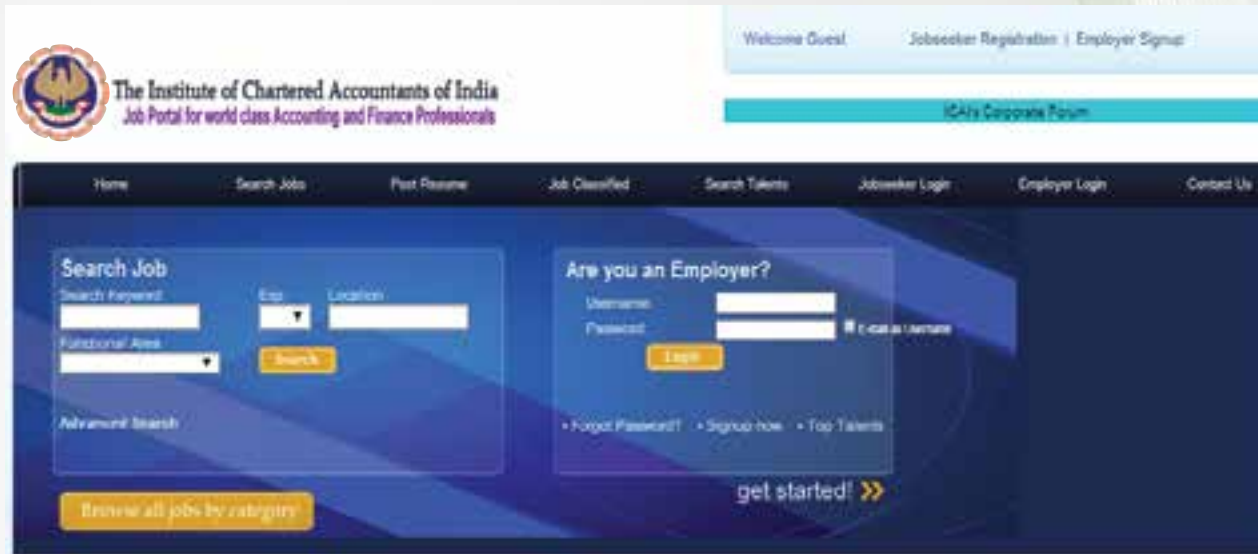 Welcome Guest Jobseeker Registration | Employer Signup
The Institute of Chartered Accountants of India
Job Portal for world class Accounting and Finance Professionals
ICAI's Corporate Forum
Home Search Jobs Post Resume Job Classified Search Talents Jobseeker Login Employer Login Contact Us
Search Job
Search Keyword Exp Location
Functional Area
Search
Advanced Search
Browse all jobs by category
Are you an Employer?
Username
Password
Login
• Forgot Password? • Signup now • Top Talents
get started! »